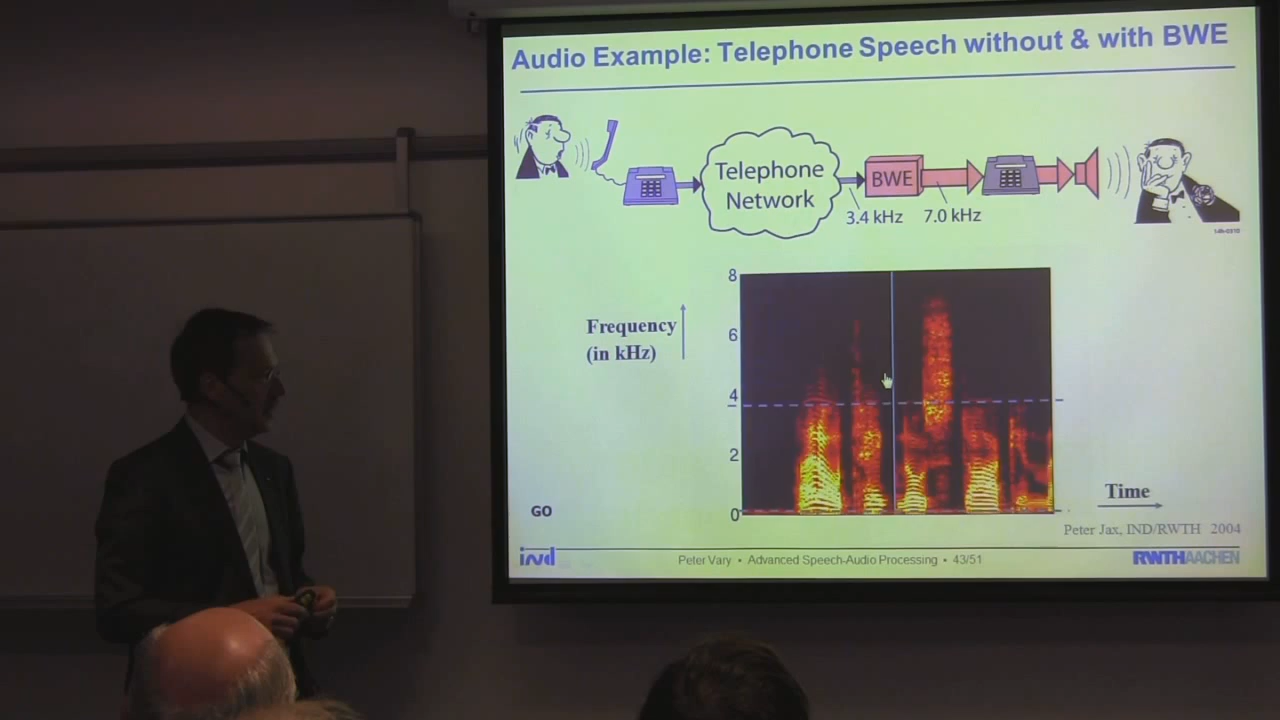 Audio Example: Telephone Speech without & with BWE
Telephone
Network
BWE
3.4 kHz
7.0 kHz
8
6
4
2
0
Frequency
(in kHz)
Time
GO
Peter Jax, IND/RWTH 2004
ind
Peter Vary • Advanced Speech-Audio Processing • 43/51
RWTHAACHEN